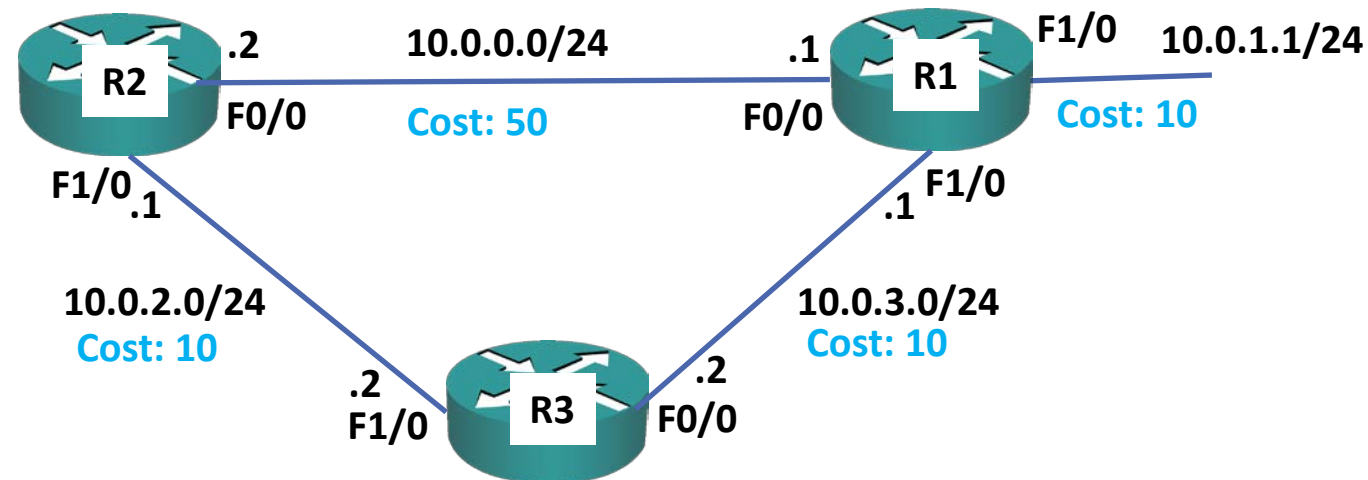 .2
10.0.0.0/24
.1
F1/0
10.0.1.1/24
R2
R1
F0/0
Cost: 50
F0/0
Cost: 10
F1/0
.1
F1/0
.1
10.0.2.0/24
Cost: 10
10.0.3.0/24
Cost: 10
.2
F1/0
R3
.2
F0/0